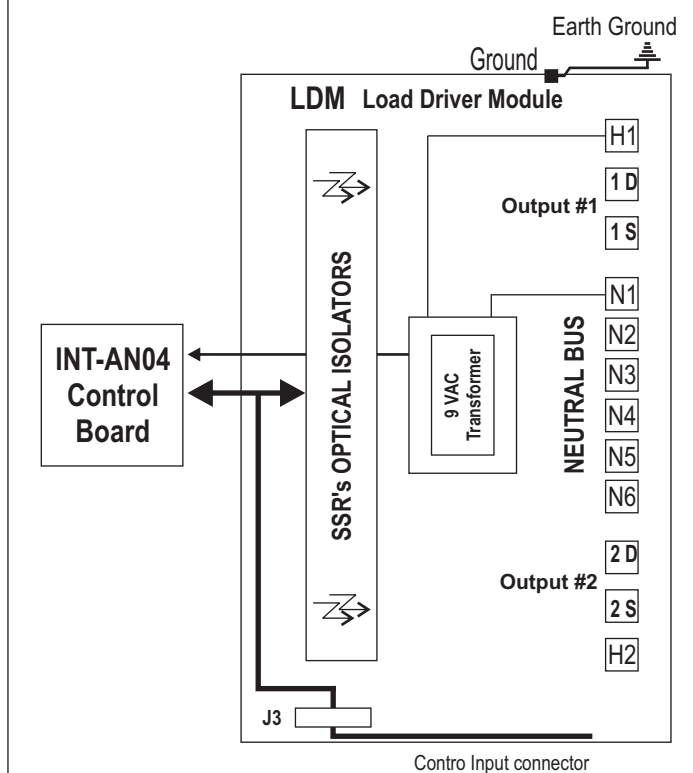 Earth Ground
Ground
LDM Load Driver Module
H1
1 D
Output #1
1 S
SSR's OPTICAL ISOLATORS
N1
INT-AN04
Control
Board
9 VAC
Transformer
NEUTRAL BUS
N2
N3
N4
N5
N6
2 D
Output #2
2 S
H2
J3
Contro Input connector